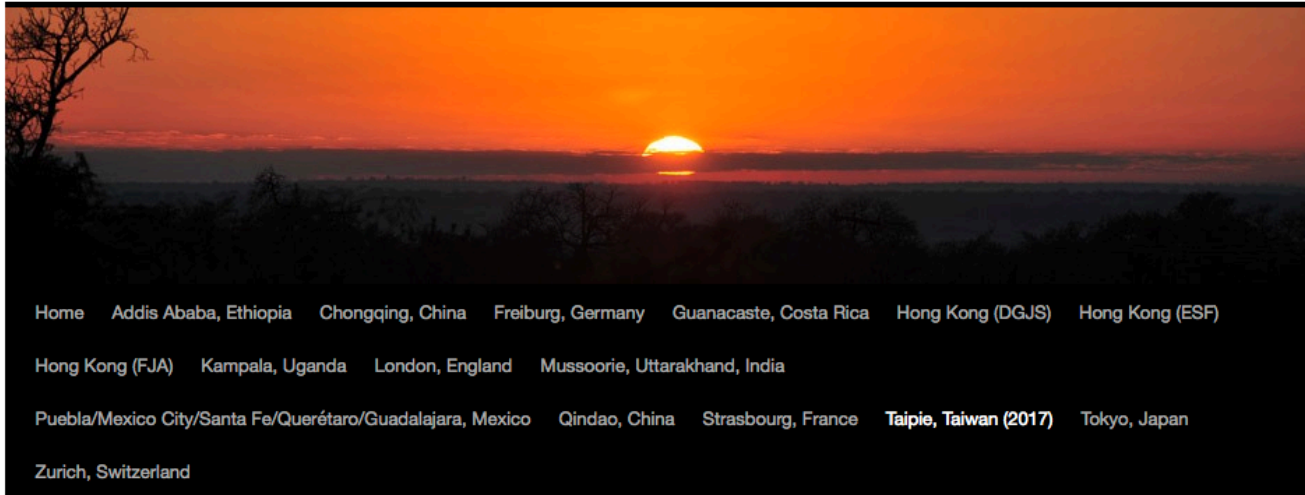 Home Addis Ababa, Ethiopia Chongqing, China Freiburg, Germany Guanacaste, Costa Rica Hong Kong (DGJS) Hong Kong (ESF)
Hong Kong (FJA) Kampala, Uganda London, England Mussoorie, Uttarakhand, India
Puebla/Mexico City/Santa Fe/Querétaro/Guadalajara, Mexico Qindao, China Strasbourg, France Taipie, Taiwan (2017) Tokyo, Japan
Zurich, Switzerland